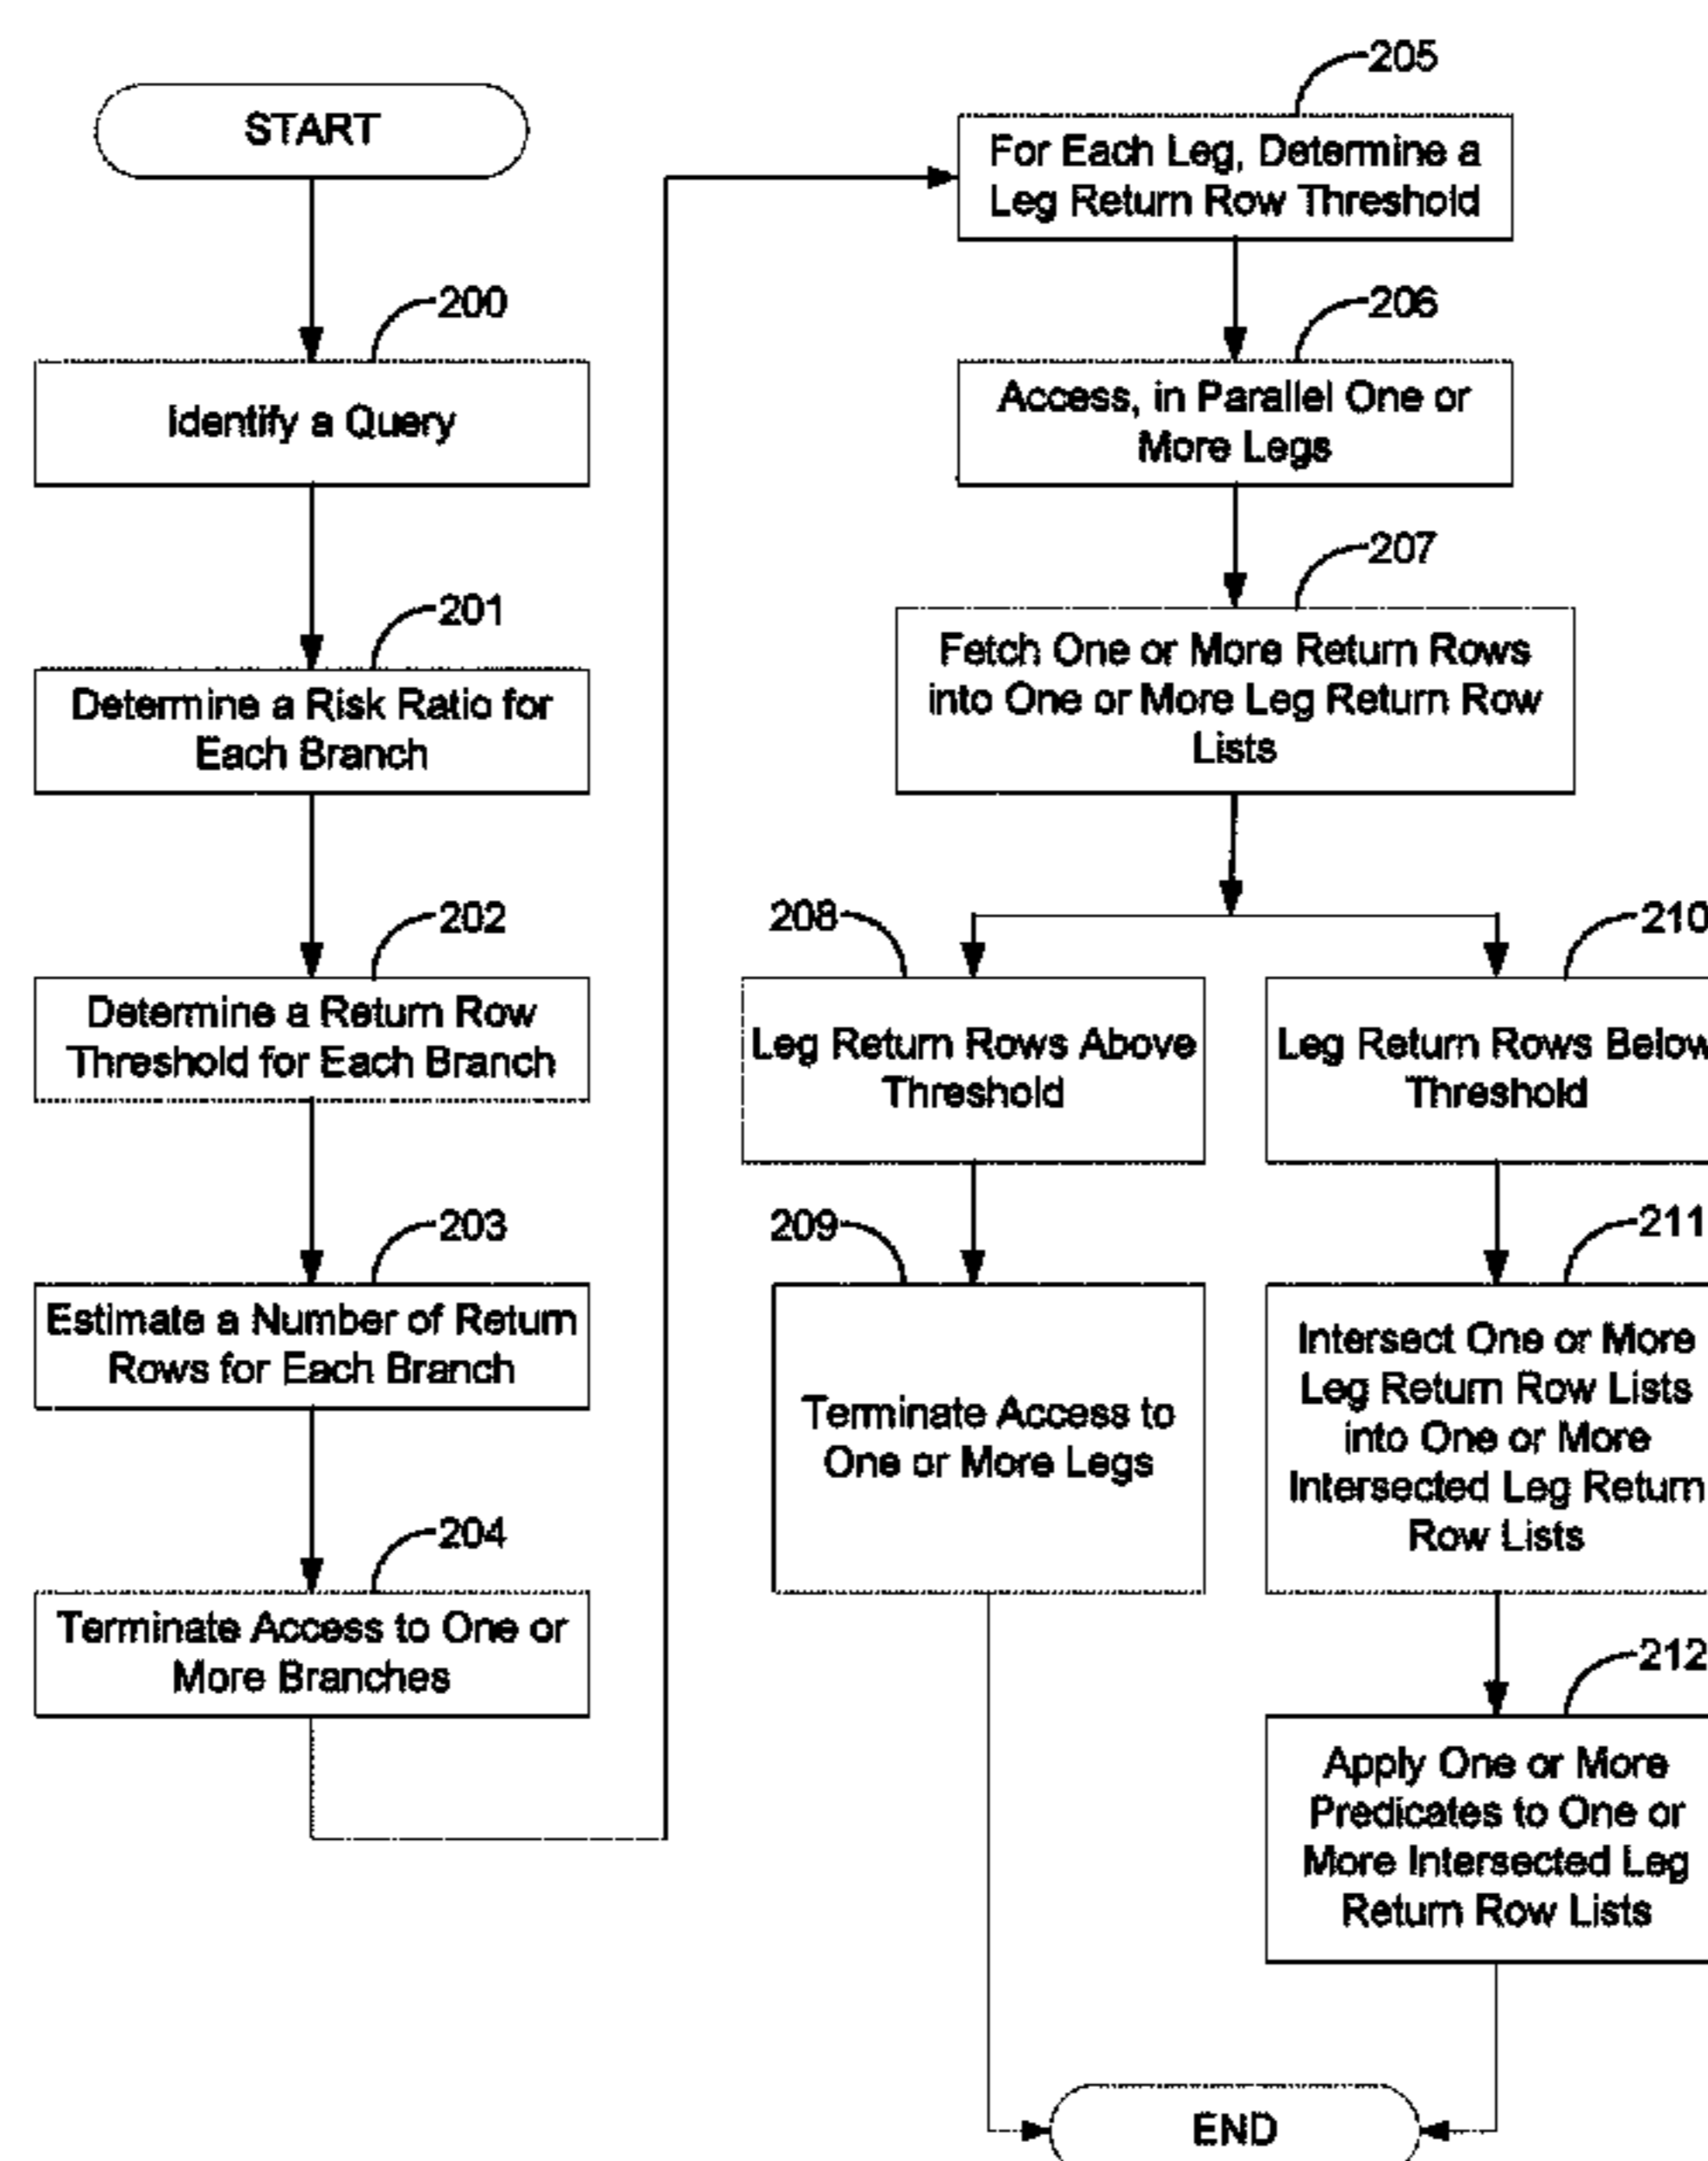 START
200
Identify a Query
201
Determine a Risk Ratio for
Each Branch
202
Determine a Return Row
Threshold for Each Branch
203
Estimate a Number of Return
Rows for Each Branch
204
Terminate Access to One or
More Branches
205
For Each Leg, Determine a
Leg Return Row Threshold
206
Access, in Parallel One or
More Legs
207
Fetch One or More Return Rows
into One or More Leg Return Row
Lists
208
Leg Return Rows Above
Threshold
209
Terminate Access to
One or More Legs
210
Leg Return Rows Below
Threshold
211
Intersect One or More
Leg Return Row Lists
into One or More
Intersected Leg Return
Row Lists
212
Apply One or More
Predicates to One or
More Intersected Leg
Return Row Lists
END